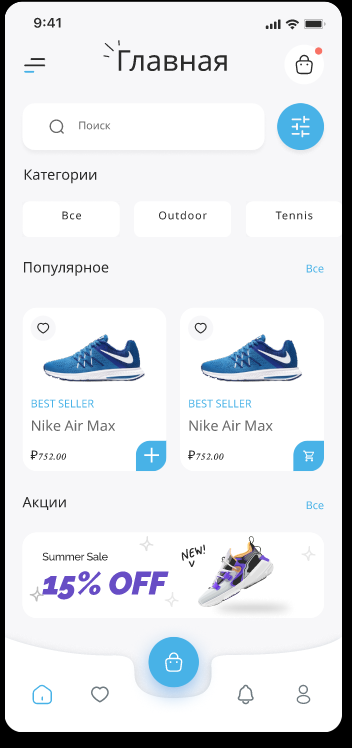 9:41
Главная
Поиск
Категории
Все
Outdoor
Tennis
Популярное
Все
BEST SELLER
Nike Air Max
₽752.00
BEST SELLER
Nike Air Max
₽752.00
Акции
Все
Summer Sale
15% OFF
NEW!